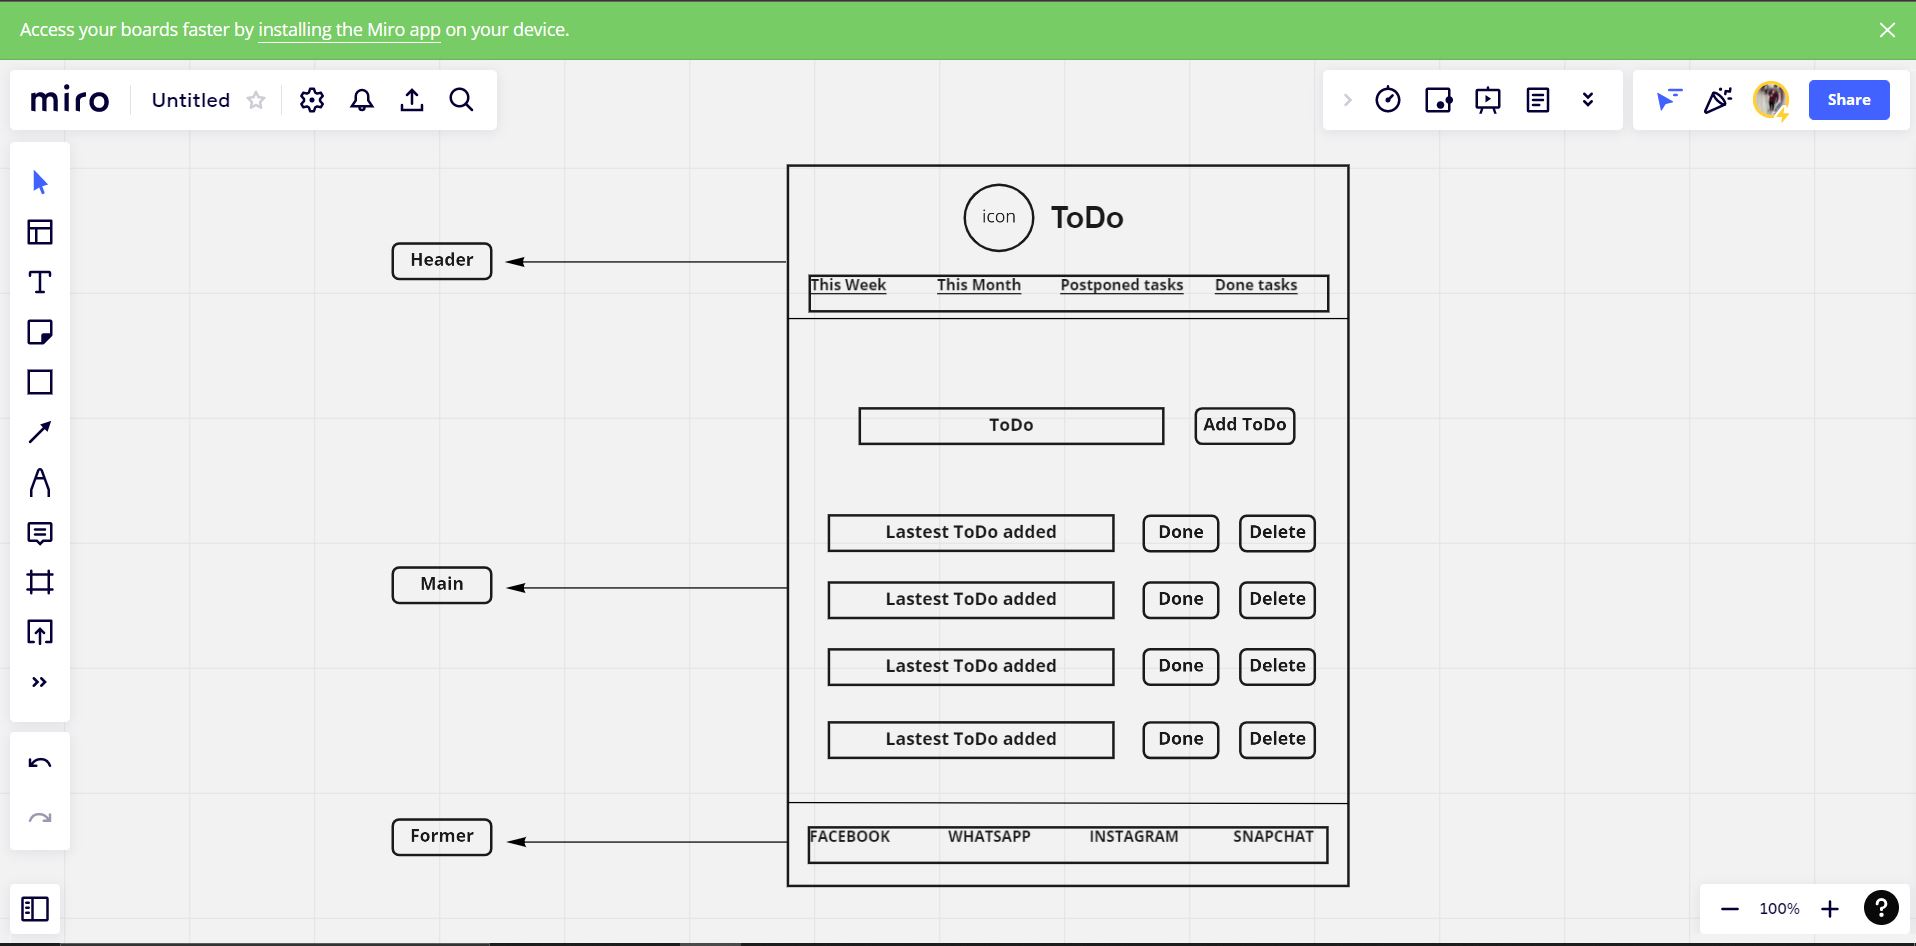 Access your boards faster by installing the Miro app on your device.
miro
Untitled
Share
icon
ToDo
Header
This Week This Month Postponed tasks Done tasks
ToDo
Add ToDo
Lastest ToDo added Done Delete
Main
Lastest ToDo added Done Delete
Lastest ToDo added Done Delete
Lastest ToDo added Done Delete
Former
FACEBOOK WHATSAPP INSTAGRAM SNAPCHAT
100%
?